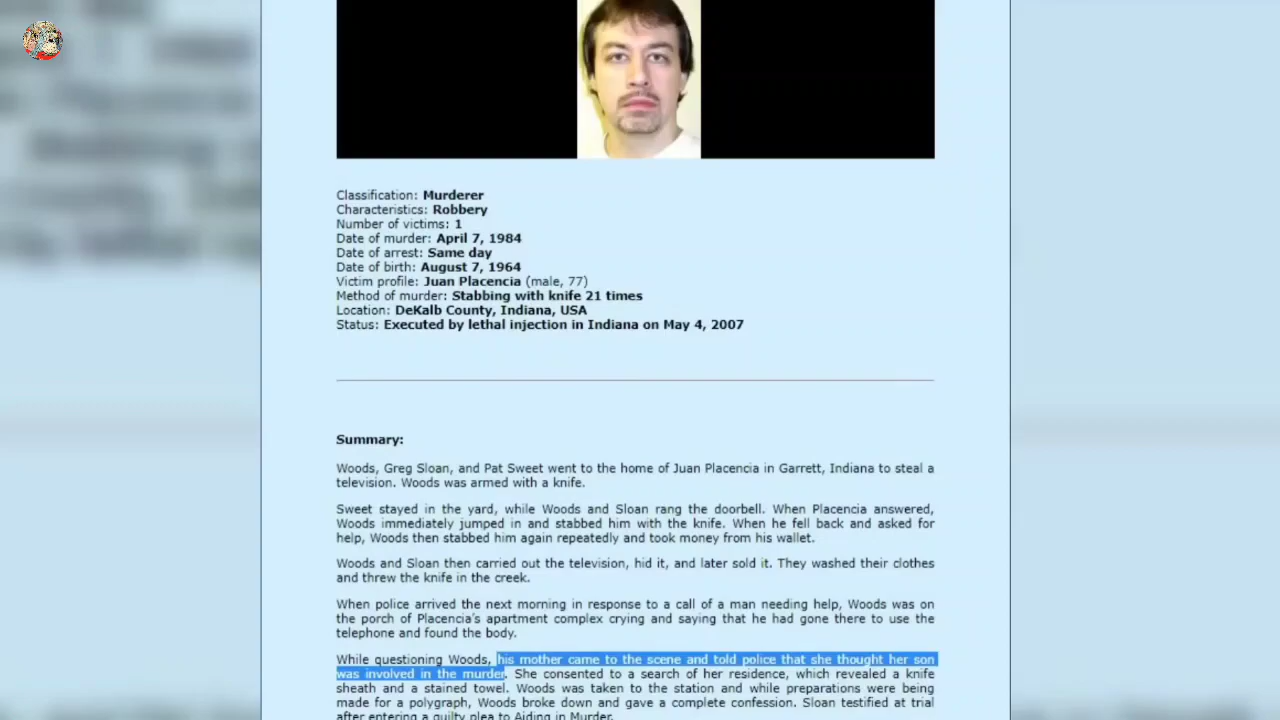 Classification: Murderer
Characteristics: Robbery
Number of victims: 1
Date of murder: April 7, 1984
Date of arrest: Same day
Date of birth: August 7, 1964
Victim profile: Juan Placencia (male, 77)
Method of murder: Stabbing with knife 21 times
Location: DeKalb County, Indiana, USA
Status: Executed by lethal injection in Indiana on May 4, 2007
Summary:
Woods, Greg Sloan, and Pat Sweet went to the home of Juan Placencia in Garrett, Indiana to steal a
television. Woods was armed with a knife.
Sweet stayed in the yard, while Woods and Sloan rang the doorbell. When Placencia answered,
Woods immediately jumped in and stabbed him with the knife. When he fell back and asked for
help, Woods then stabbed him again repeatedly and took money from his wallet.
Woods and Sloan then carried out the television, hid it, and later sold it. They washed their clothes
and threw the knife in the creek.
When police arrived the next morning in response to a call of a man needing help, Woods was on
the porch of Placencia's apartment complex crying and saying that he had gone there to use the
telephone and found the body.
While questioning Woods, his mother came to the scene and told police that she thought her son
was involved in the murder. She consented to a search of her residence, which revealed a knife
sheath and a stained towel. Woods was taken to the station and while preparations were being
made for a polygraph, Woods broke down and gave a complete confession. Sloan testified at trial
after entering a guilty plea to Aiding in Murder.